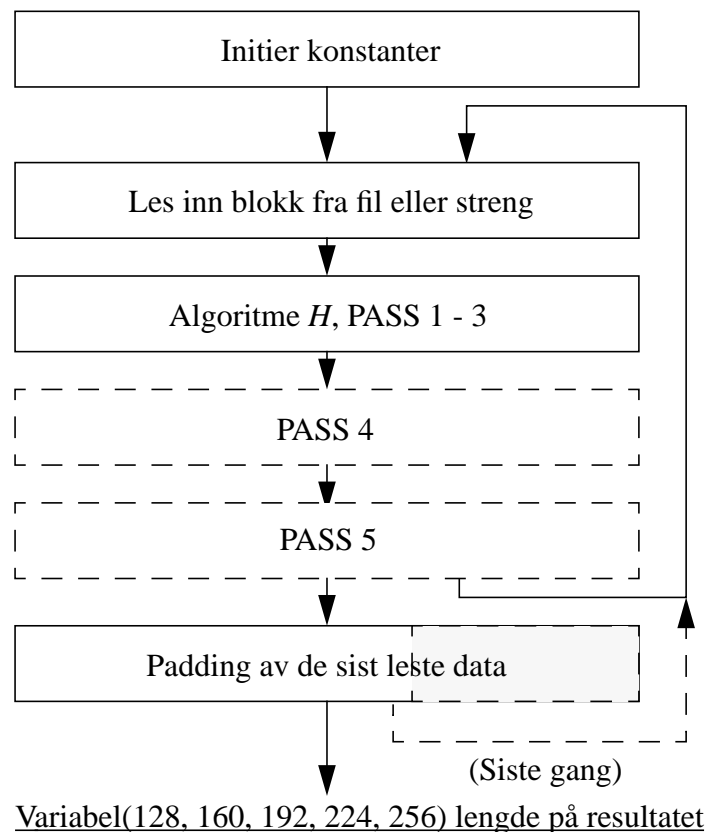 Initier konstanter
Les inn blokk fra fil eller streng
Algoritme H, PASS 1 - 3
PASS 4
PASS 5
Padding av de sist leste data
(Siste gang)
Variabel(128, 160, 192, 224, 256) lengde på resultatet